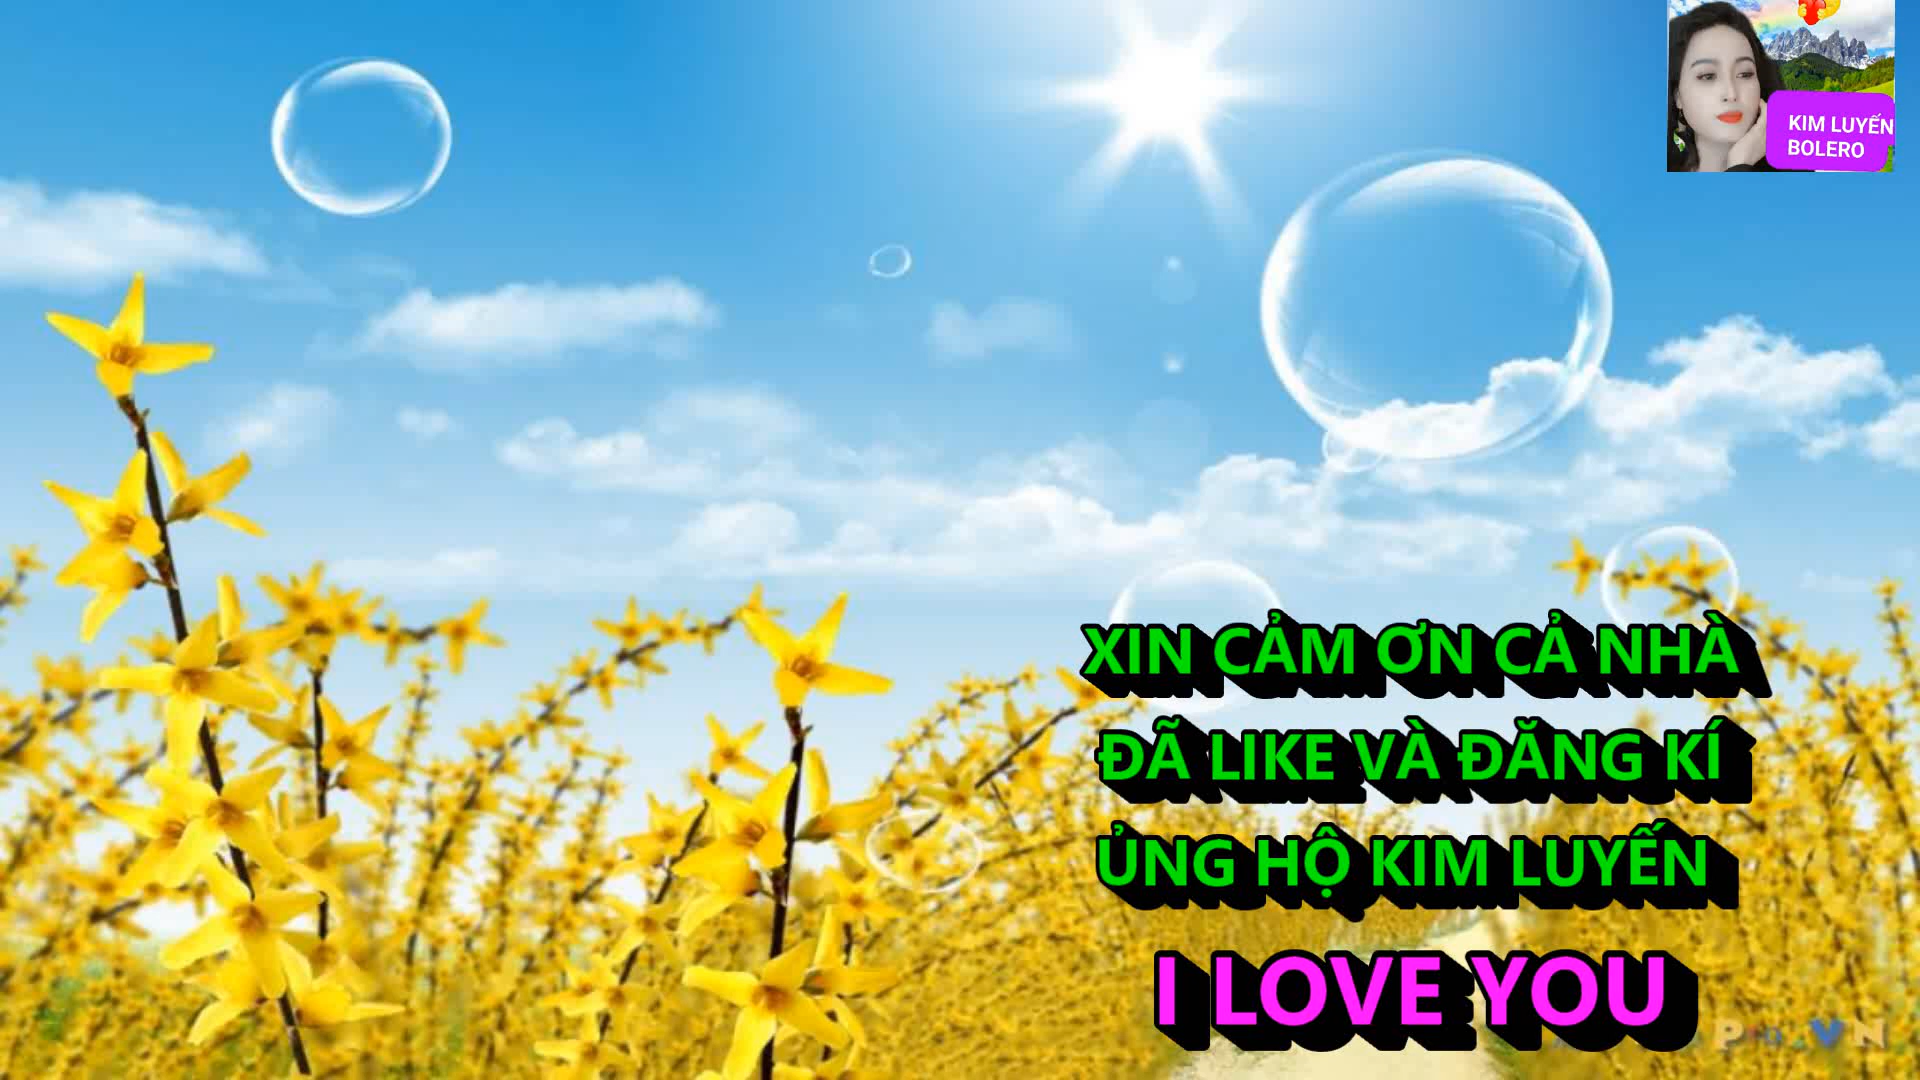 KIM LUYẾN
BOLERO
XIN CẢM ƠN CẢ NHÀ
ĐÃ LIKE VÀ ĐĂNG KÍ
ỦNG HỘ KIM LUYẾN
I LOVE YOU